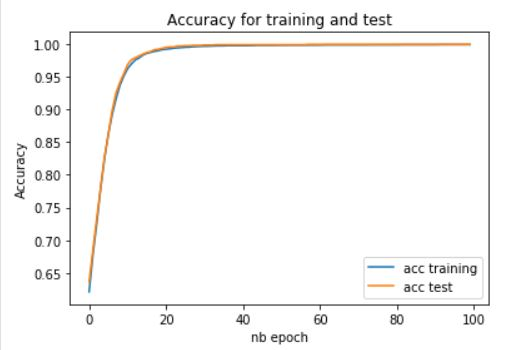 Accuracy for training and test
1.00
0.95
0.90
0.85
0.80
0.75
0.70
0.65
Accuracy
0 20 40 60 80 100
nb epoch
acc training
acc test